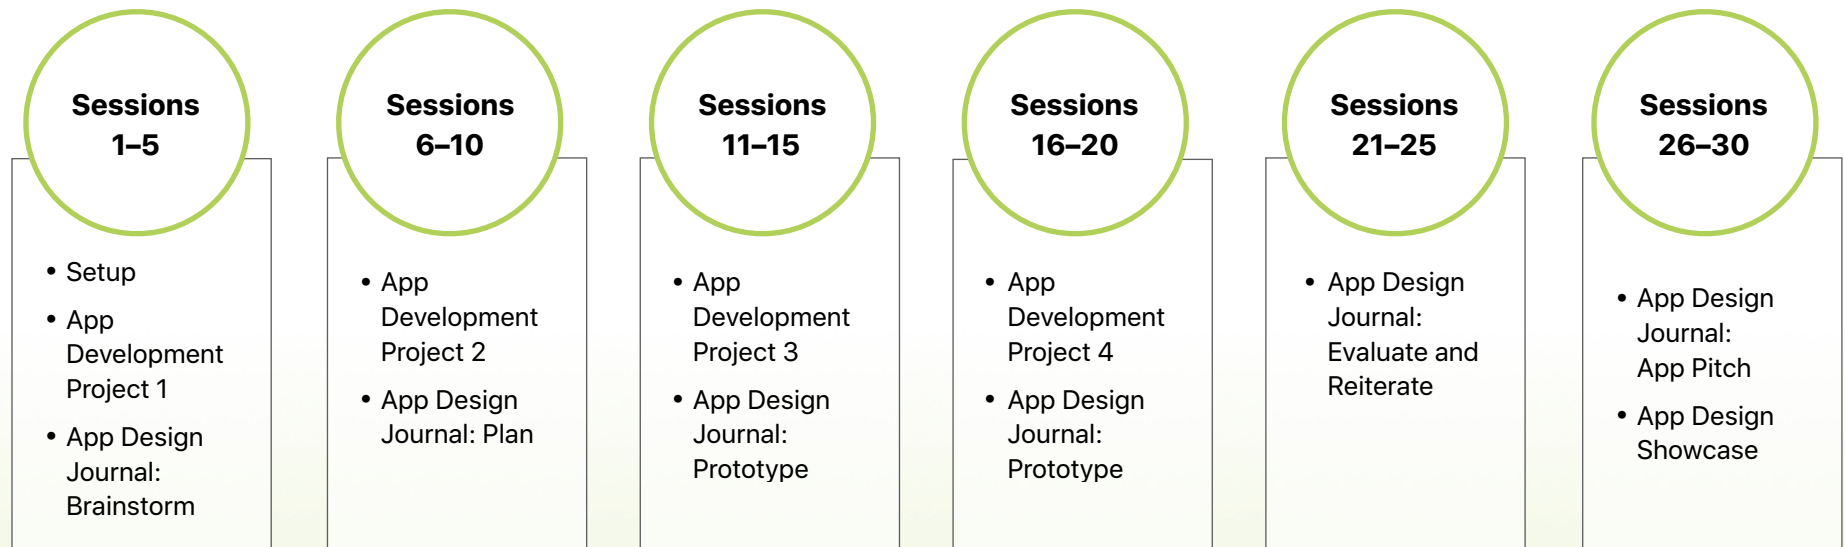 Sessions
1–5
• Setup
• App
Development
Project 1
• App Design
Journal:
Brainstorm
Sessions
6–10
• App
Development
Project 2
• App Design
Journal: Plan
Sessions
11–15
• App
Development
Project 3
• App Design
Journal:
Prototype
Sessions
16–20
• App
Development
Project 4
• App Design
Journal:
Prototype
Sessions
21–25
• App Design
Journal:
Evaluate and
Reiterate
Sessions
26–30
• App Design
Journal:
App Pitch
• App Design
Showcase